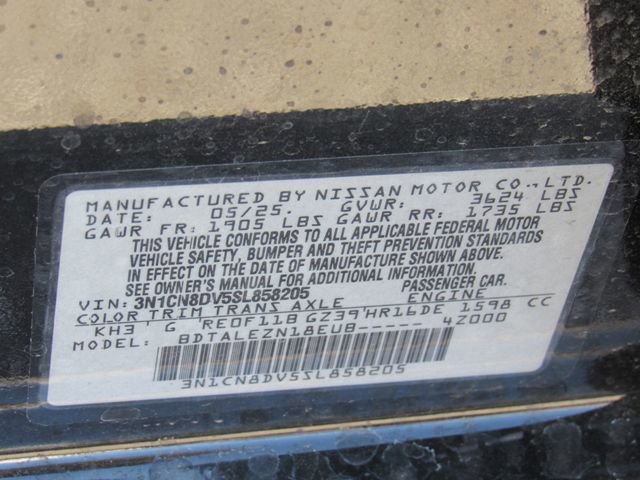 MANUFACTURED BY NISSAN MOTOR CO., LTD.
DATE: 05/25. GVWR: 3624 LBS
GAWR FR: 1905 LBS GAWR RR: 1735 LBS
THIS VEHICLE CONFORMS TO ALL APPLICABLE FEDERAL MOTOR
VEHICLE SAFETY, BUMPER AND THEFT PREVENTION STANDARDS
IN EFFECT ON THE DATE OF MANUFACTURE SHOWN ABOVE.
SEE OWNER'S MANUAL FOR ADDITIONAL INFORMATION.
VIN: 3N1CN8DV5SL858205 PASSENGER CAR.
COLOR TRIM TRANS AXLE ENGINE
KH3 G RE0F11B GZ39 HR16DE 1598 CC
MODEL: BDTALEZN18EUB----- 4Z000
3N1CN8DV5SL858205